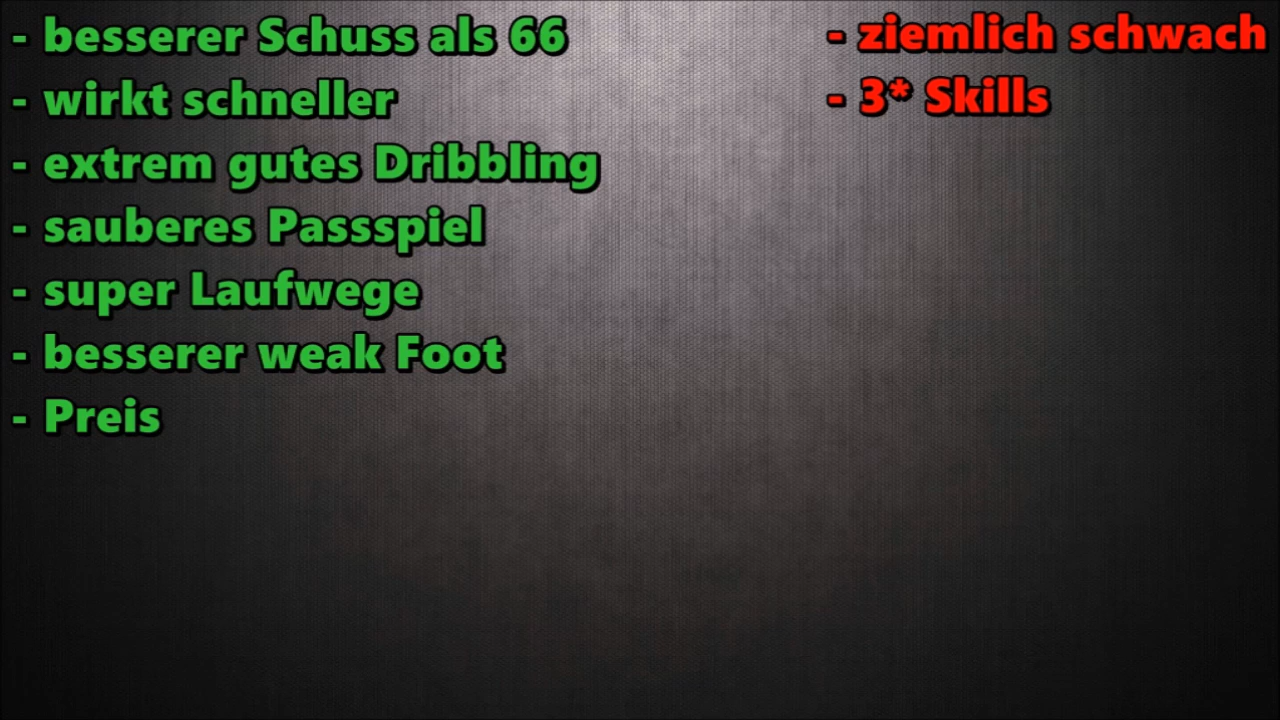 - besserer Schuss als 66
- wirkt schneller
- extrem gutes Dribbling
- sauberes Passspiel
- super Laufwege
- besserer weak Foot
- Preis
- ziemlich schwach
- 3* Skills